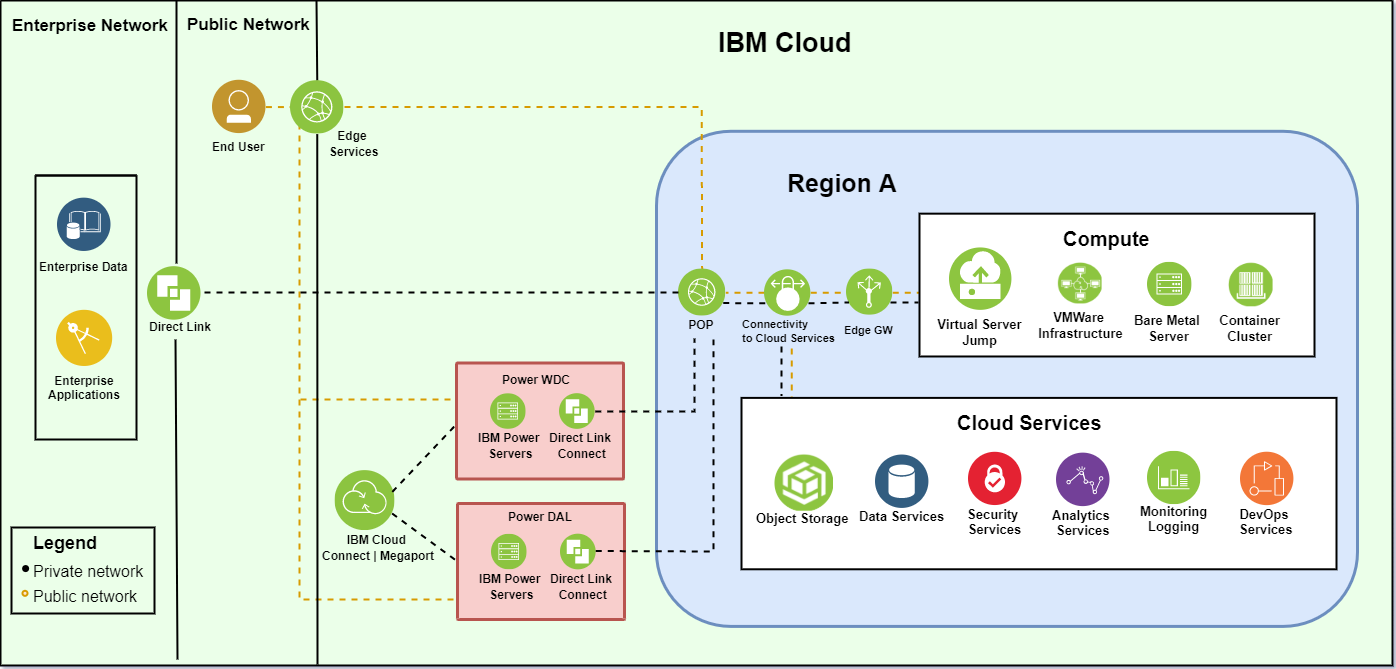 Enterprise Network
Public Network
IBM Cloud
End User
Edge
Services
Enterprise Data
Enterprise
Applications
Direct Link
Region A
POP
Connectivity
to Cloud Services
Edge GW
Compute
Virtual Server
Jump
VMWare
Infrastructure
Bare Metal
Server
Container
Cluster
Power WDC
IBM Power
Servers
Direct Link
Connect
IBM Cloud
Connect | Megaport
Power DAL
IBM Power
Servers
Direct Link
Connect
Cloud Services
Object Storage
Data Services
Security
Services
Analytics
Services
Monitoring
Logging
DevOps
Services
Legend
Private network
Public network